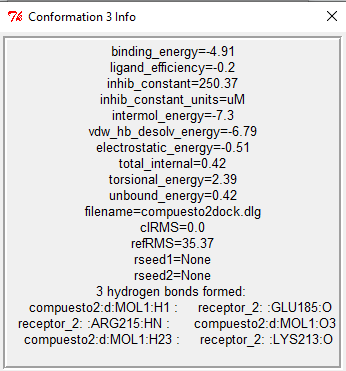 Conformation 3 Info
binding_energy=-4.91
ligand_efficiency=-0.2
inhib_constant=250.37
inhib_constant_units=uM
intermol_energy=-7.3
vdw_hb_desolv_energy=-6.79
electrostatic_energy=-0.51
total_internal=0.42
torsional_energy=2.39
unbound_energy=0.42
filename=compuesto2dock.dlg
clRMS=0.0
refRMS=35.37
rseed1=None
rseed2=None
3 hydrogen bonds formed:
compuesto2:d:MOL1:H1 : receptor_2: :GLU185:O
receptor_2: :ARG215:HN : compuesto2:d:MOL1:O3
compuesto2:d:MOL1:H23 : receptor_2: :LYS213:O